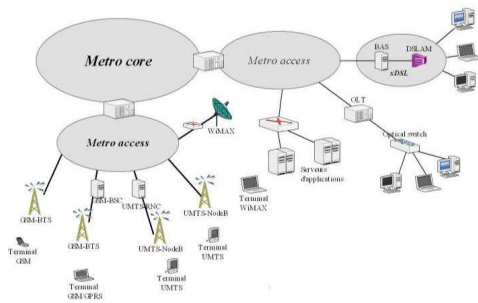 Metro core
Metro access
BAS
DSLAM
xDSL
OLT
Optical switch
Serveurs
d'applications
Metro access
WiMAX
Terminal
WiMAX
GSM-BSC
UMTS-RNC
GSM-BTS
GSM-BTS
UMTS-NodeB
UMTS-NodeB
Terminal
GSM
Terminal
GSM/GPRS
Terminal
UMTS
Terminal
UMTS